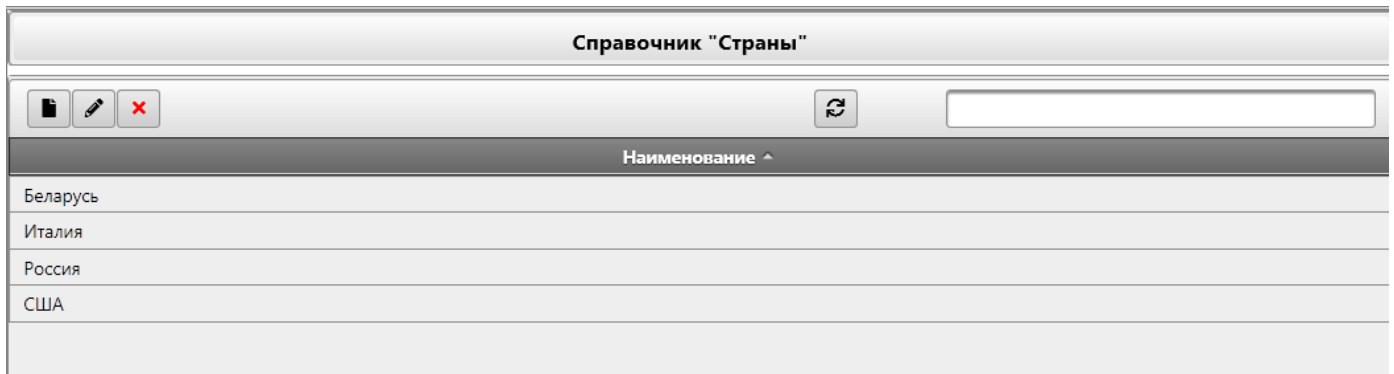 Справочник "Страны"
Наименование
Беларусь
Италия
Россия
США